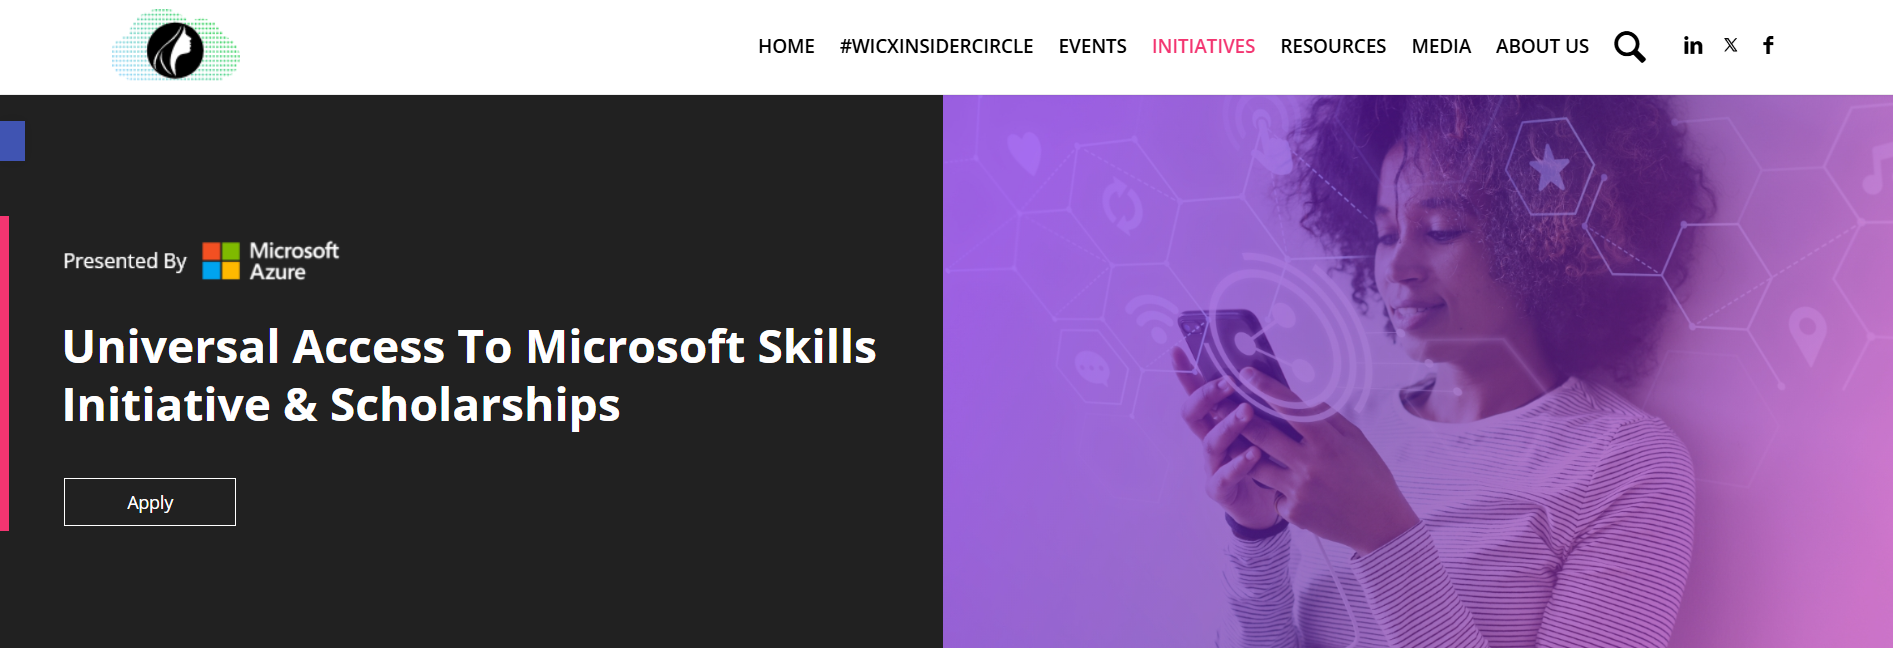 HOME #WICXINSIDERCIRCLE EVENTS INITIATIVES RESOURCES MEDIA ABOUT US in 𝕏 f
Presented By Microsoft
Azure
Universal Access To Microsoft Skills
Initiative & Scholarships
Apply